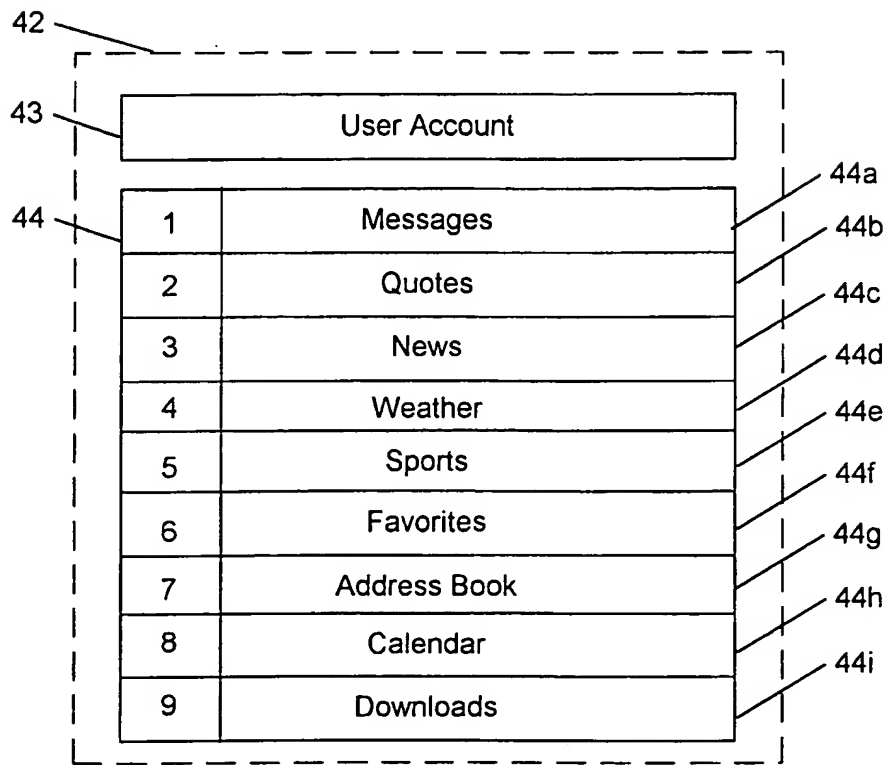 42
43 User Account
44
1 Messages 44a
2 Quotes 44b
3 News 44c
4 Weather 44d
5 Sports 44e
6 Favorites 44f
7 Address Book 44g
8 Calendar 44h
9 Downloads 44i